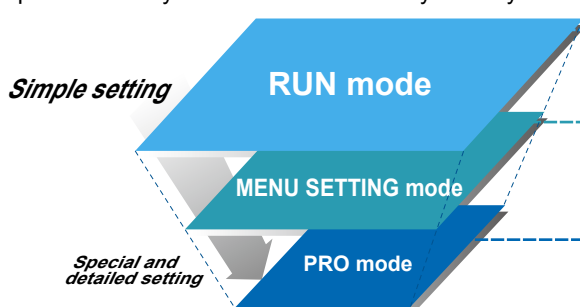 RUN mode
Simple setting
MENU SETTING mode
Special and
detailed setting
PRO mode